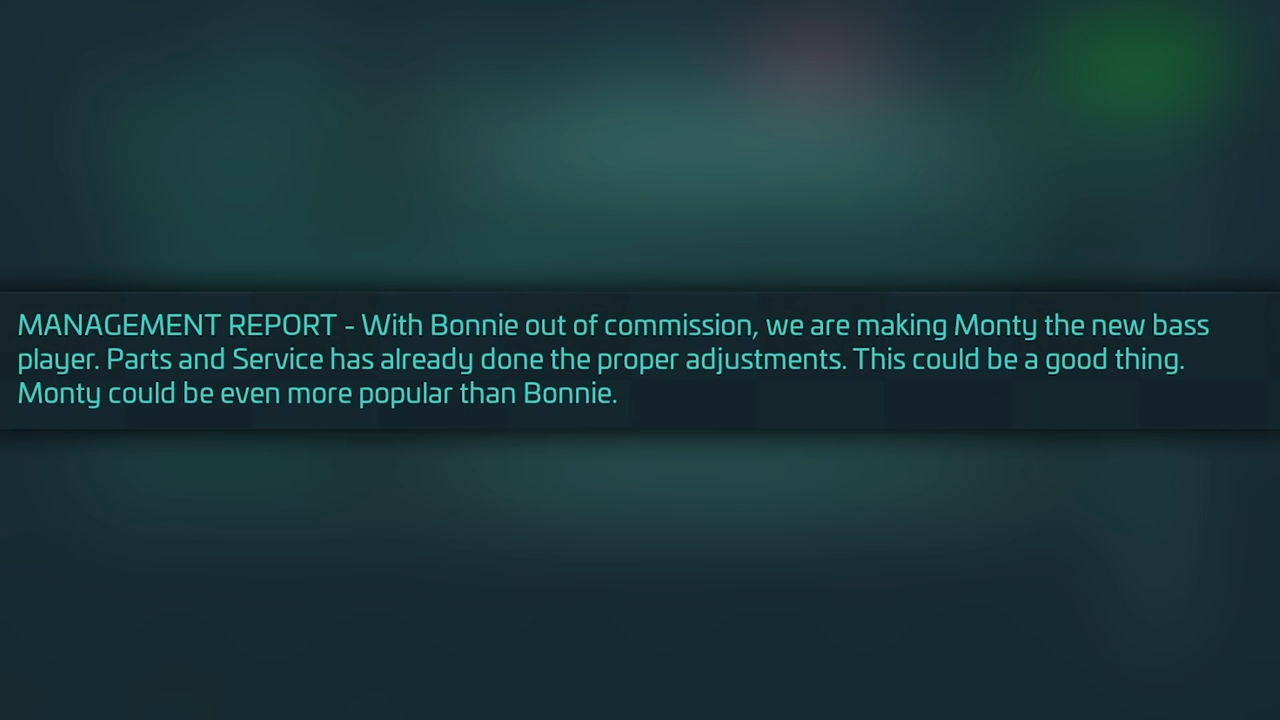 MANAGEMENT REPORT - With Bonnie out of commission, we are making Monty the new bass
player. Parts and Service has already done the proper adjustments. This could be a good thing.
Monty could be even more popular than Bonnie.